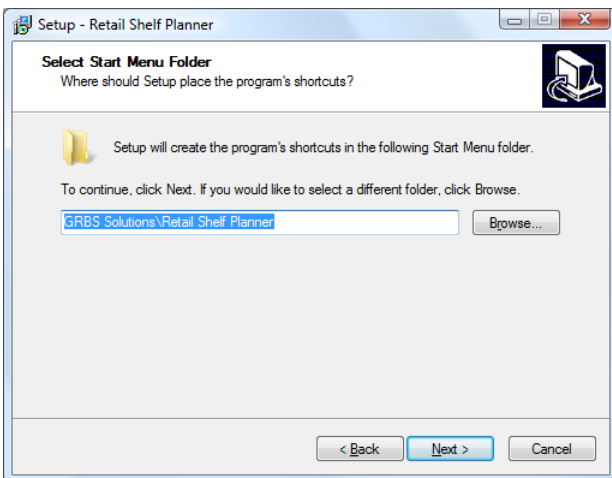 Setup - Retail Shelf Planner
Select Start Menu Folder
Where should Setup place the program's shortcuts?
Setup will create the program's shortcuts in the following Start Menu folder.
To continue, click Next. If you would like to select a different folder, click Browse.
GRBS Solutions\Retail Shelf Planner
Browse...
< Back
Next >
Cancel